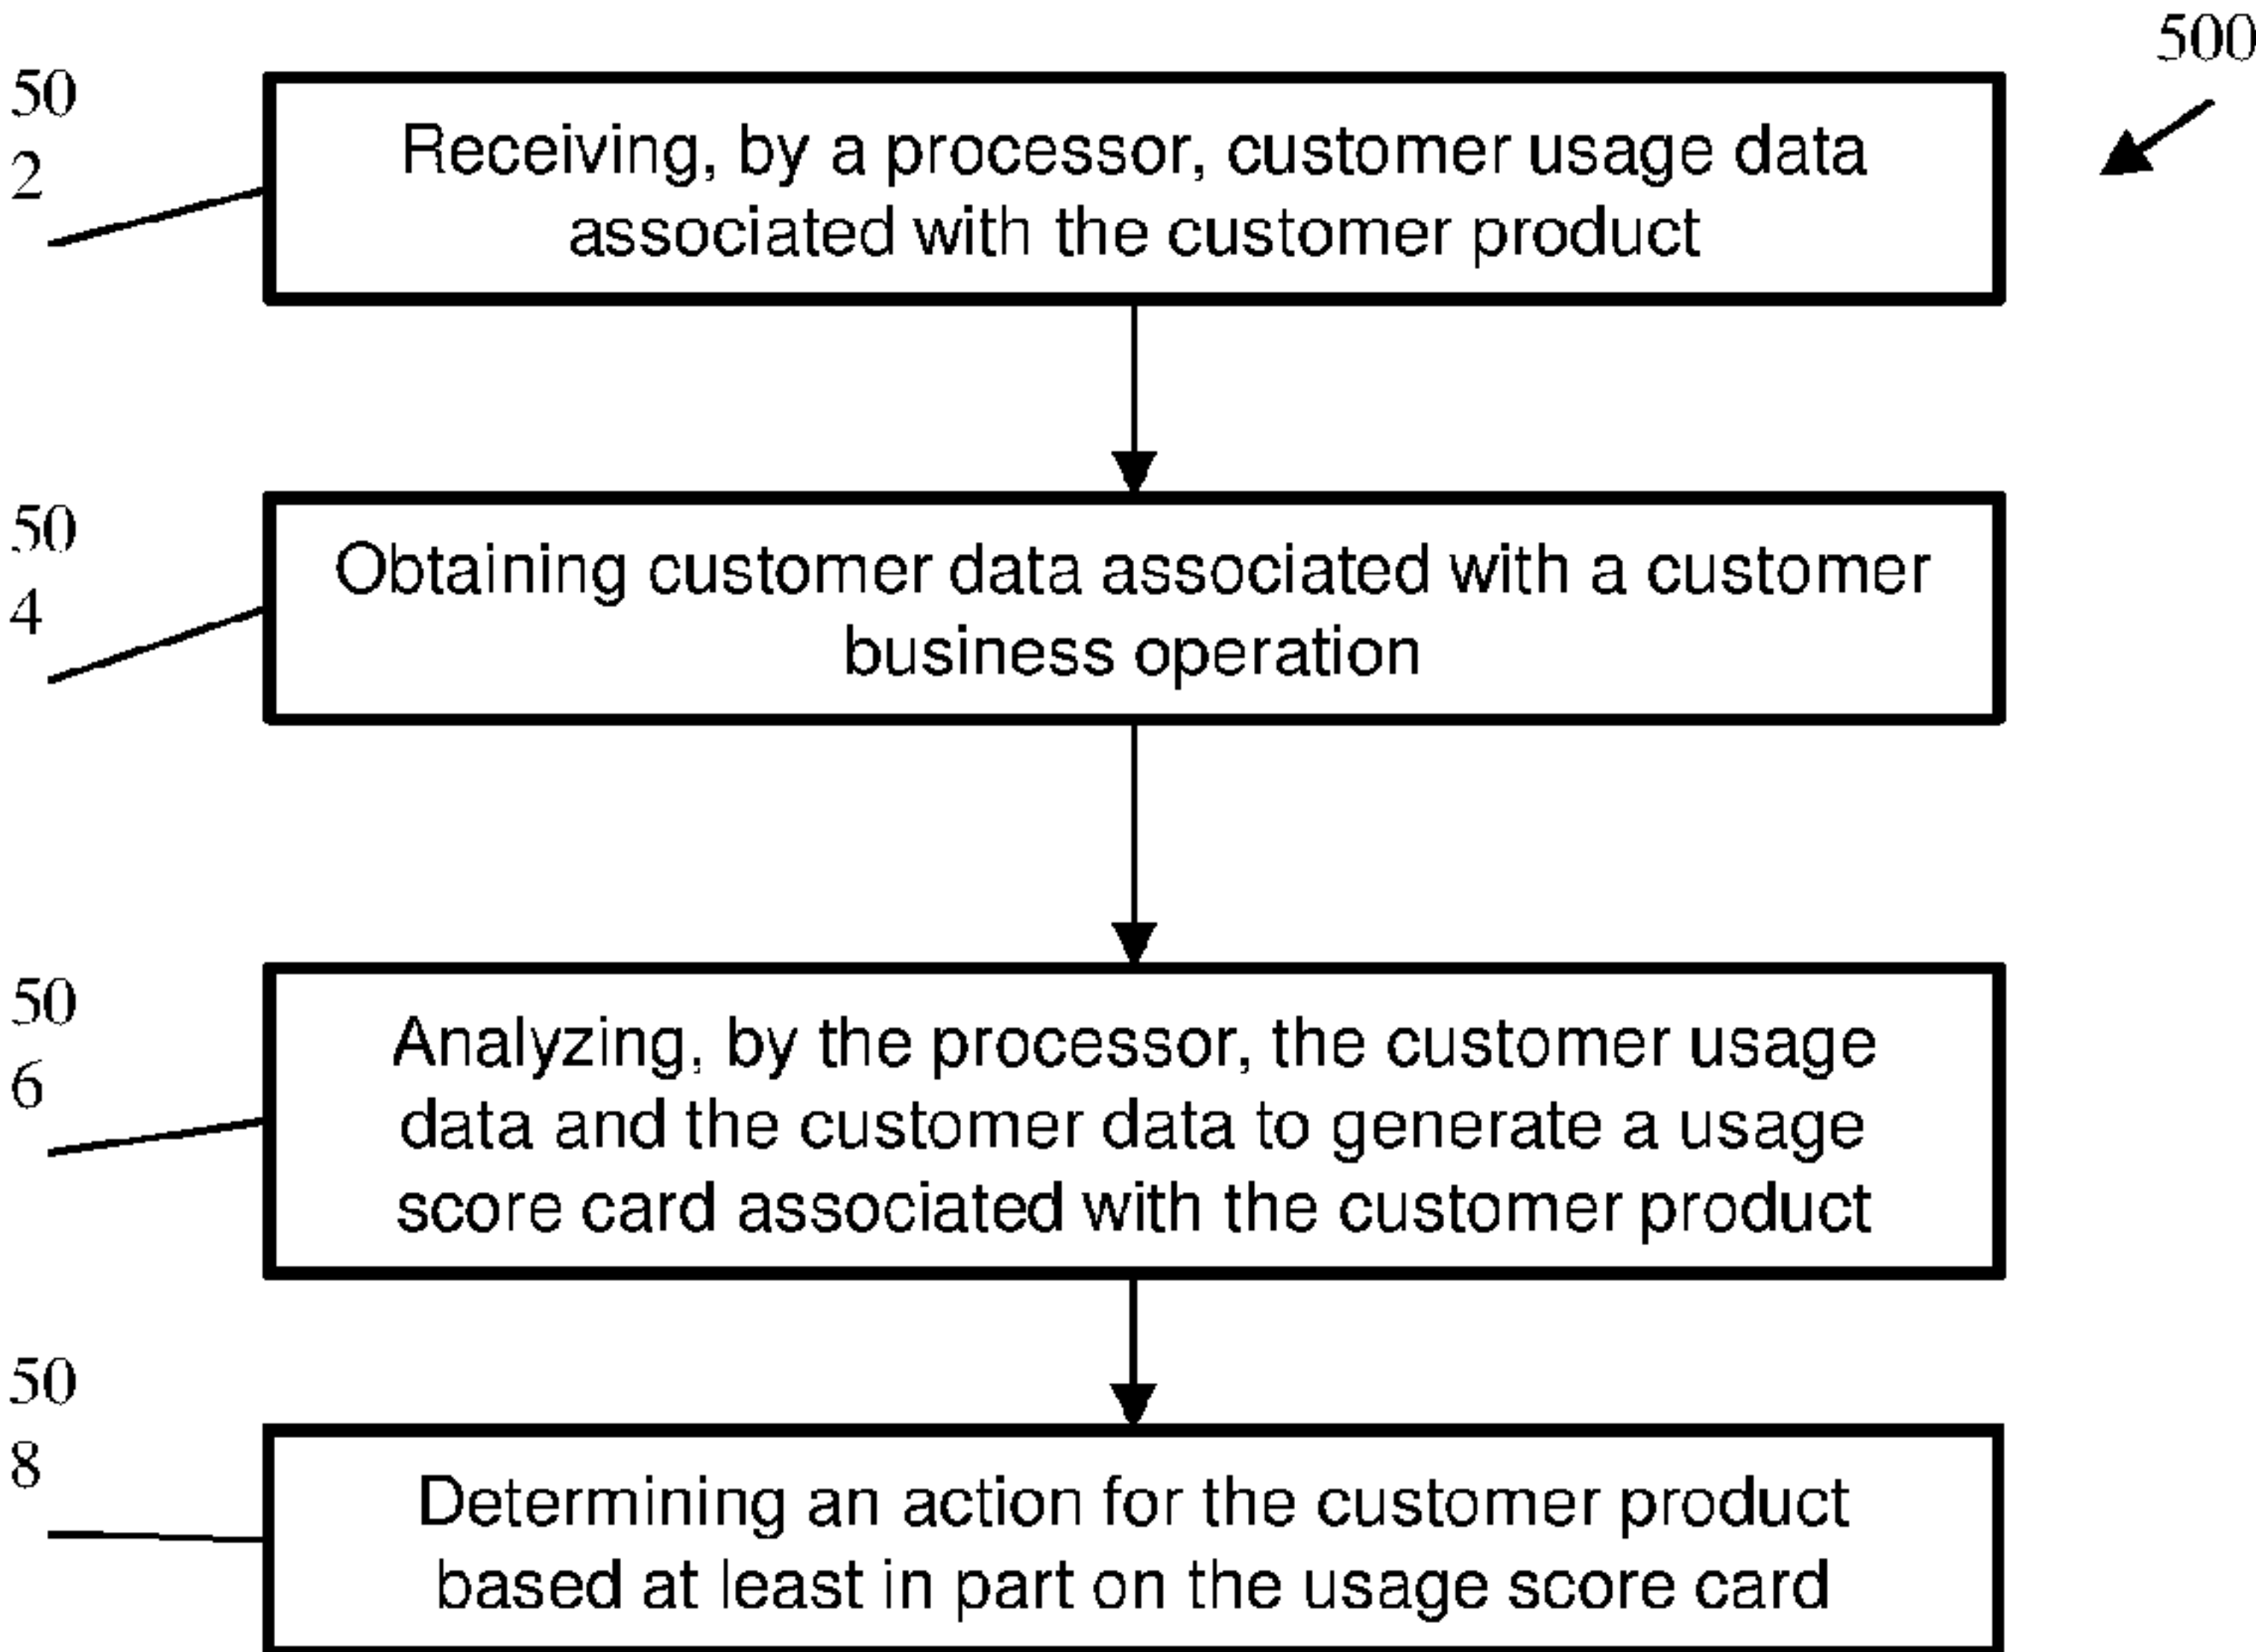 500
50
2
Receiving, by a processor, customer usage data
associated with the customer product
50
4
Obtaining customer data associated with a customer
business operation
50
6
Analyzing, by the processor, the customer usage
data and the customer data to generate a usage
score card associated with the customer product
50
8
Determining an action for the customer product
based at least in part on the usage score card